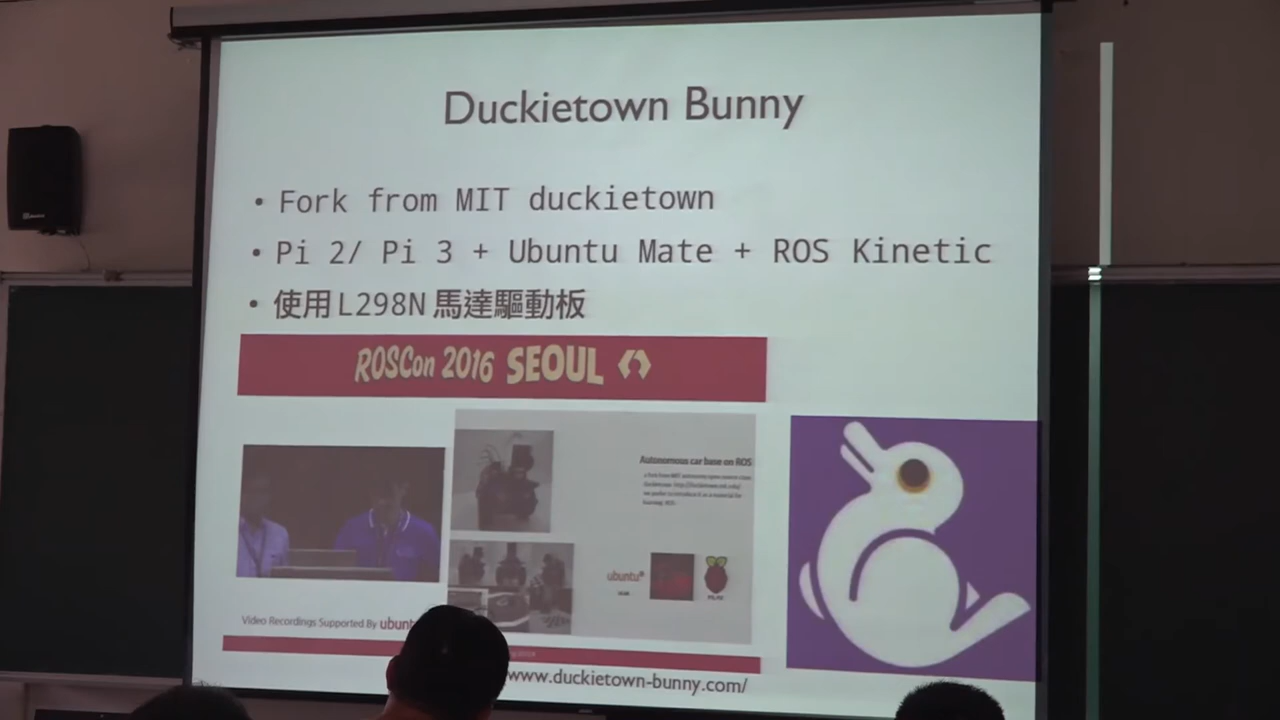 Duckietown Bunny
• Fork from MIT duckietown
• Pi 2/ Pi 3 + Ubuntu Mate + ROS Kinetic
• 使用L298N 馬達驅動板
ROSCon 2016 SEOUL
Autonomous car base on ROS
ubuntu
Video Recordings Supported By ubunt
www.duckietown-bunny.com/